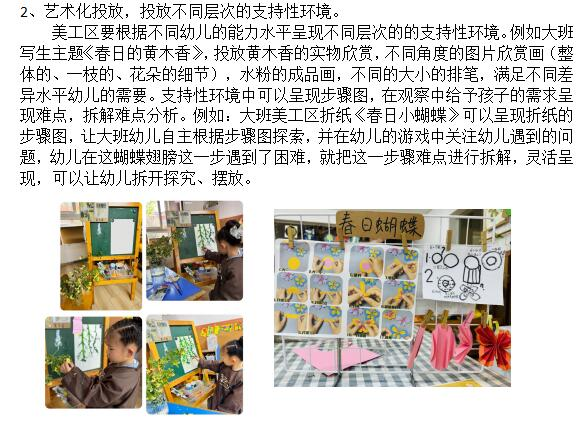 2、艺术化投放，投放不同层次的支持性环境。
美工区要根据不同幼儿的能力水平呈现不同层次的的支持性环境。例如大班
写生主题《春日的黄木香》，投放黄木香的实物欣赏，不同角度的图片欣赏画（整
体的、一枝的、花朵的细节），水粉的成品画，不同的大小的排笔，满足不同差
异水平幼儿的需要。支持性环境中可以呈现步骤图，在观察中给予孩子的需求呈
现难点，拆解难点分析。例如：大班美工区折纸《春日小蝴蝶》可以呈现折纸的
步骤图，让大班幼儿自主根据步骤图探索，并在幼儿的游戏中关注幼儿遇到的问
题，幼儿在这蝴蝶翅膀这一步遇到了困难，就把这一步骤难点进行拆解，灵活呈
现，可以让幼儿拆开探究、摆放。
春日蝴蝶